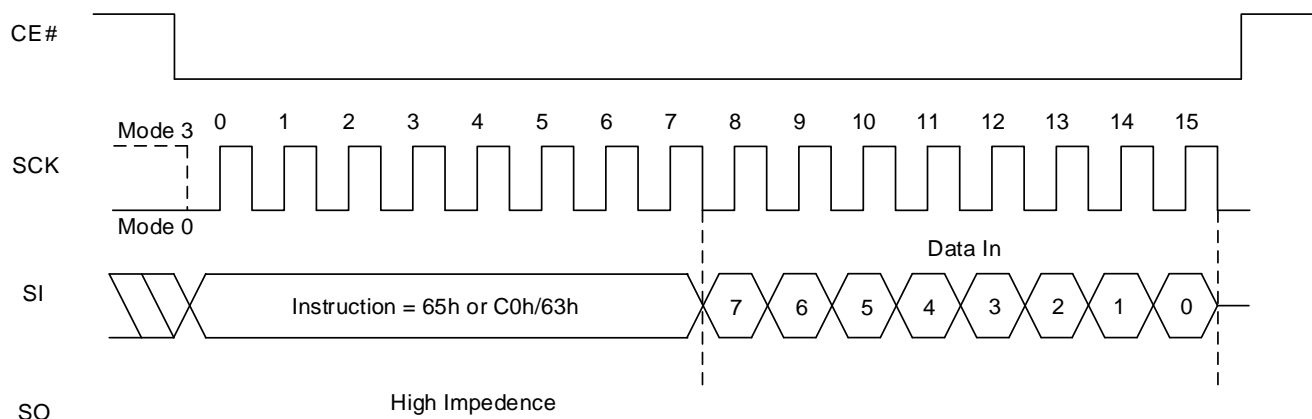 CE#
Mode 3
0 1 2 3 4 5 6 7 8 9 10 11 12 13 14 15
SCK
Mode 0
Data In
SI
Instruction = 65h or C0h/63h
7 6 5 4 3 2 1 0
High Impedence
SO